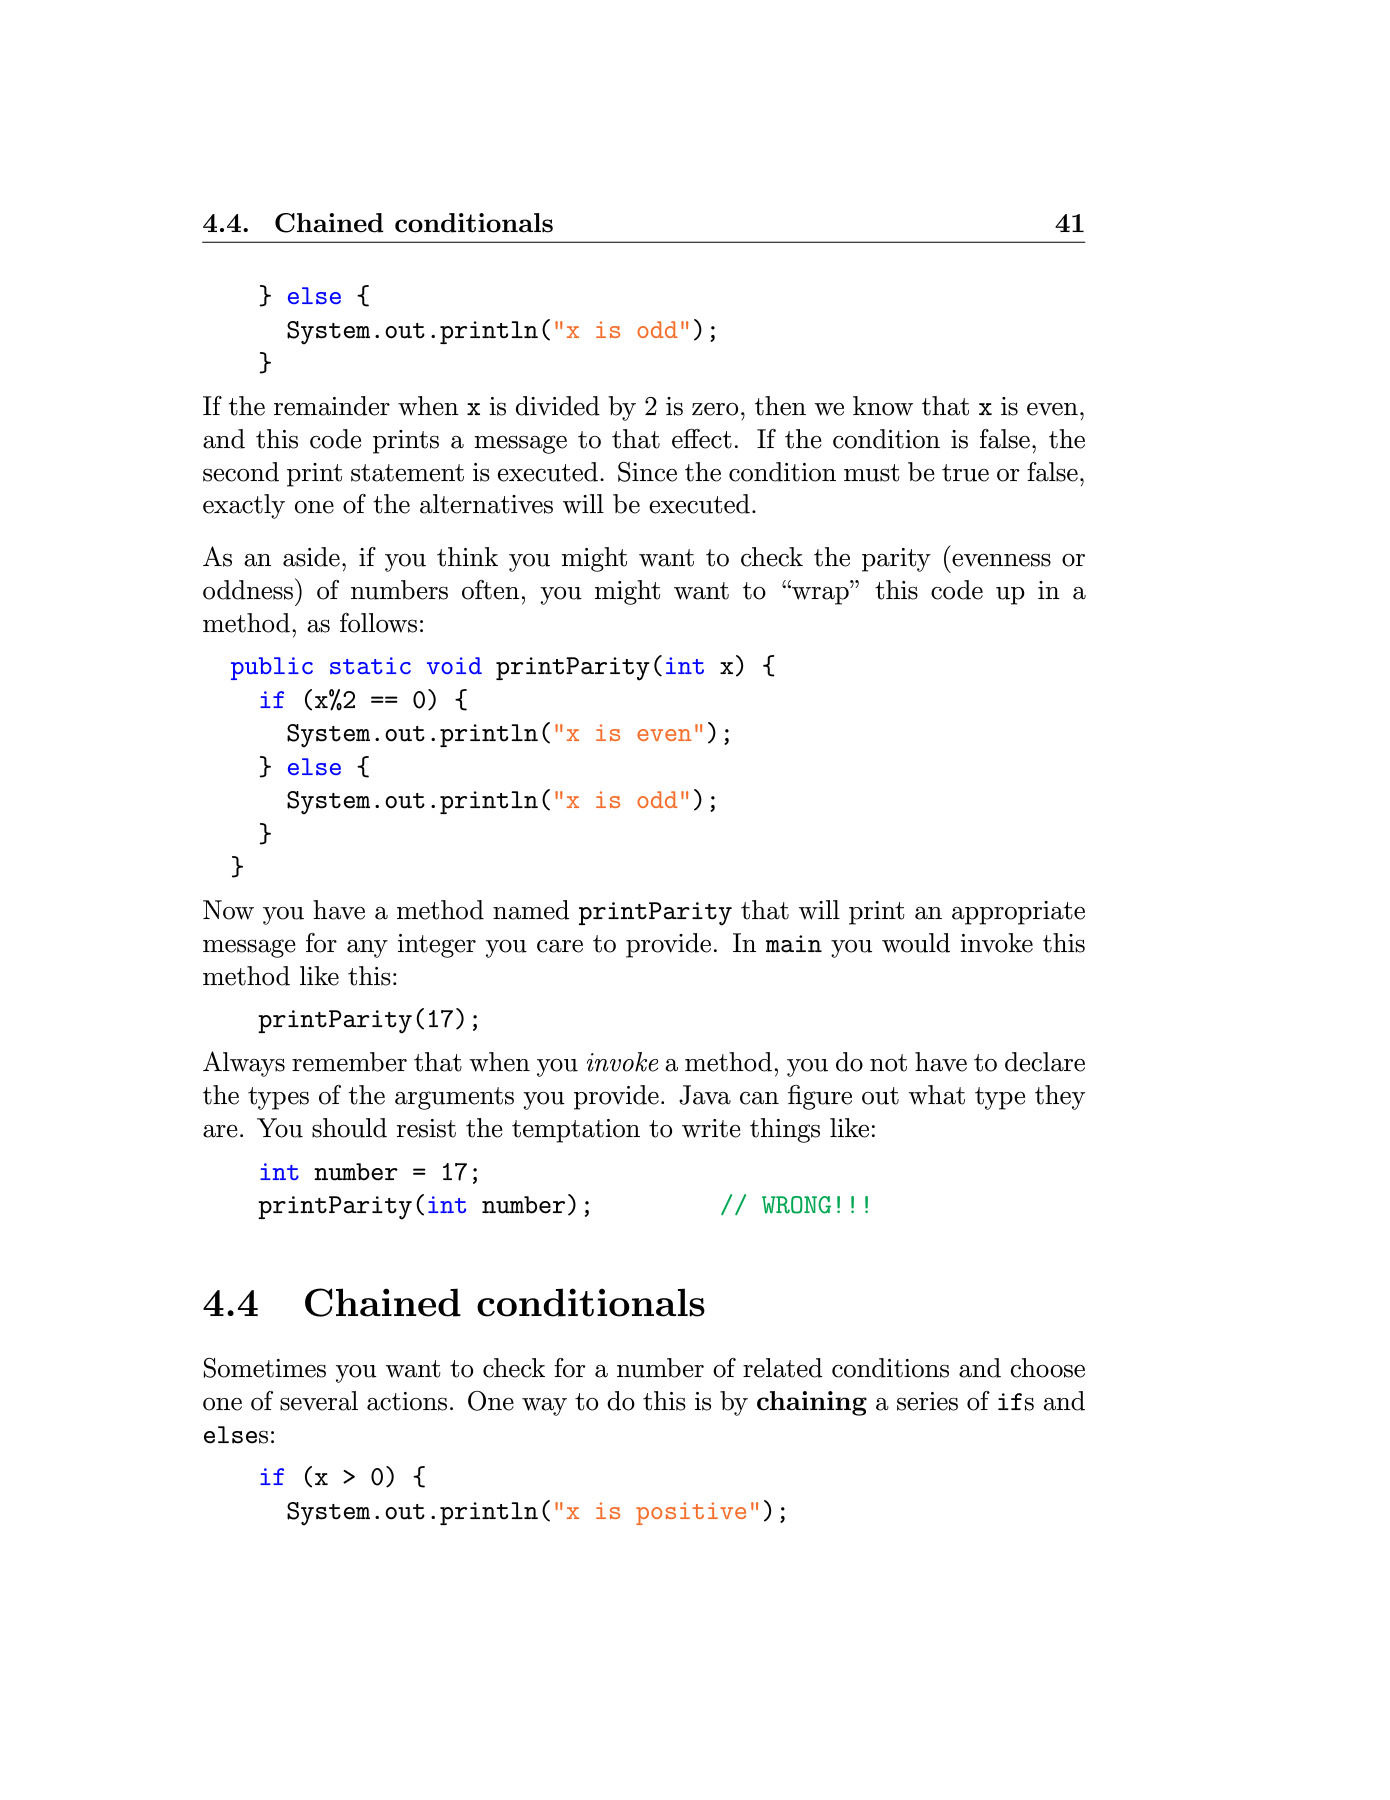 4.4. Chained conditionals 41
} else {
System.out.println("x is odd");
}
If the remainder when x is divided by 2 is zero, then we know that x is even,
and this code prints a message to that effect. If the condition is false, the
second print statement is executed. Since the condition must be true or false,
exactly one of the alternatives will be executed.
As an aside, if you think you might want to check the parity (evenness or
oddness) of numbers often, you might want to “wrap” this code up in a
method, as follows:
public static void printParity(int x) {
if (x%2 == 0) {
System.out.println("x is even");
} else {
System.out.println("x is odd");
}
}
Now you have a method named printParity that will print an appropriate
message for any integer you care to provide. In main you would invoke this
method like this:
printParity(17);
Always remember that when you invoke a method, you do not have to declare
the types of the arguments you provide. Java can figure out what type they
are. You should resist the temptation to write things like:
int number = 17;
printParity(int number); // WRONG!!!
4.4 Chained conditionals
Sometimes you want to check for a number of related conditions and choose
one of several actions. One way to do this is by chaining a series of ifs and
elses:
if (x > 0) {
System.out.println("x is positive");